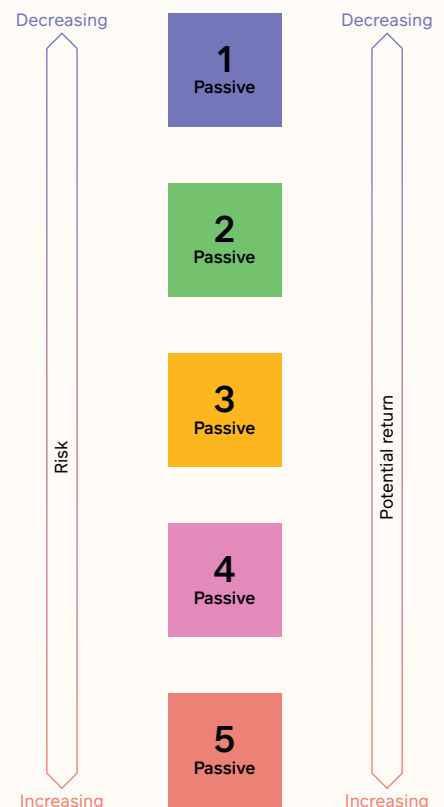 Decreasing
Decreasing
1
Passive
2
Passive
3
Passive
Risk
Potential return
4
Passive
5
Passive
Increasing
Increasing